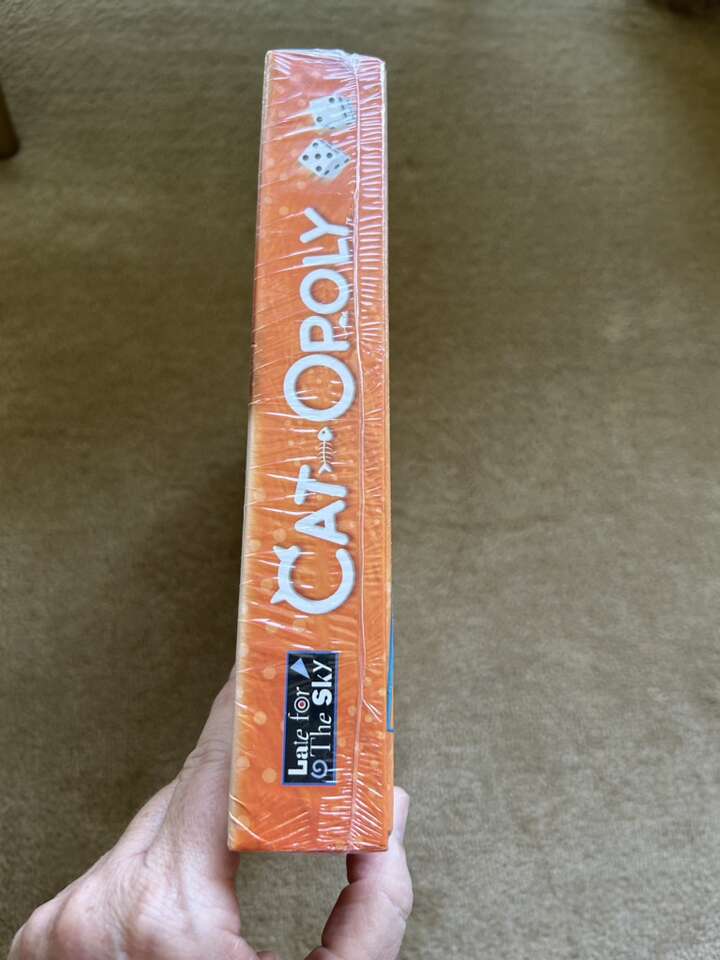 Late for
The Sky
CAT-OPOLY